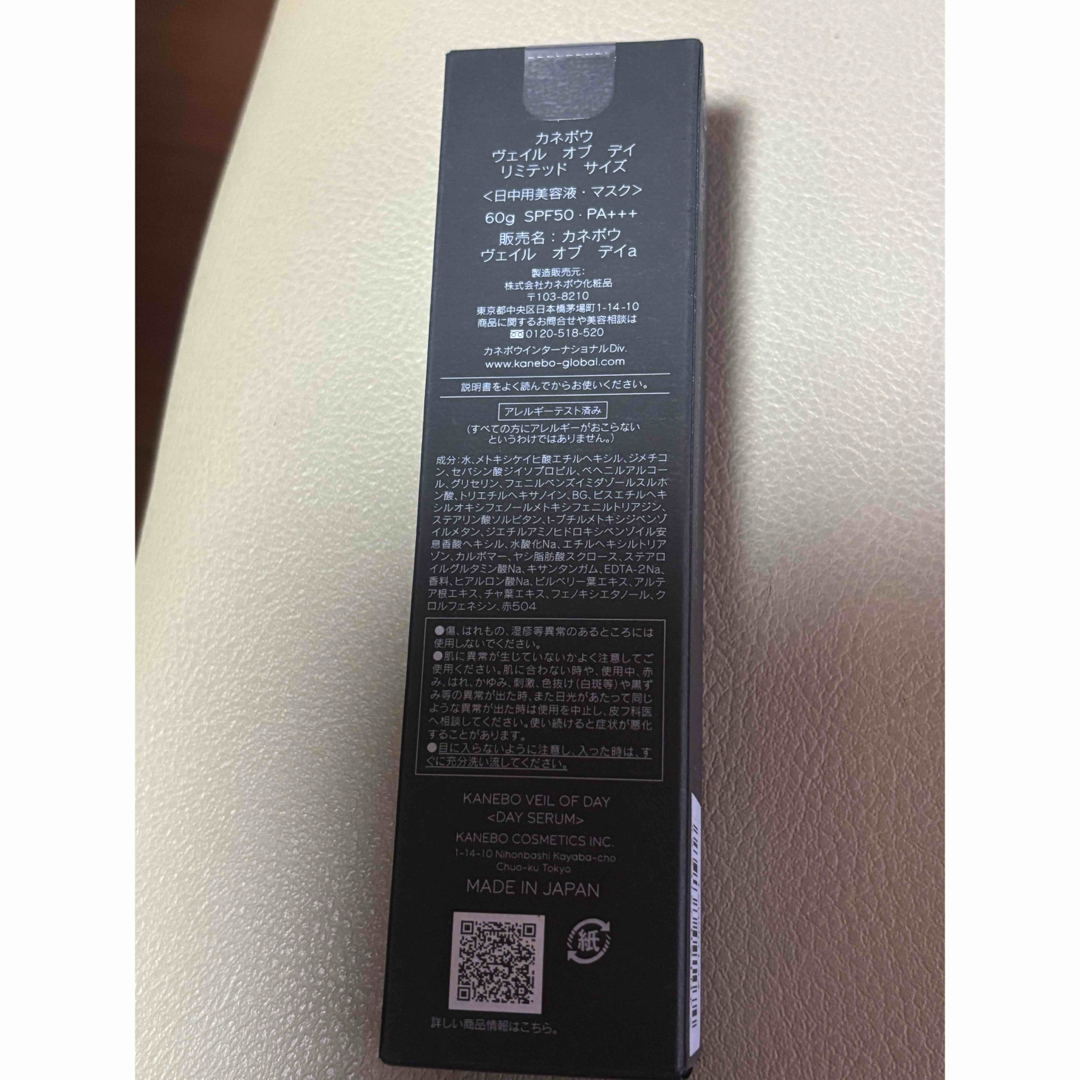 カネボウ
ヴェイル オブ デイ
リミテッド サイズ
<日中用美容液・マスク>
60g SPF50・PA+++
販売名：カネボウ
ヴェイル オブ デイa
製造販売元：
株式会社カネボウ化粧品
〒103-8210
東京都中央区日本橋茅場町1-14-10
商品に関するお問合せや美容相談は
0120-518-520
カネボウインターナショナルDiv.
www.kanebo-global.com
説明書をよく読んでからお使いください。
アレルギーテスト済み
(すべての方にアレルギーがおこらない
というわけではありません。)
成分：水、メトキシケイヒ酸エチルヘキシル、ジメチコ
ン、セバシン酸ジイソプロピル、ベヘニルアルコー
ル、グリセリン、フェニルベンズイミダゾールスルホ
ン酸、トリエチルヘキサノイン、BG、ビスエチルヘキ
シルオキシフェノールメトキシフェニルトリアジン、
ステアリン酸ソルビタン、t-ブチルメトキシジベンゾ
イルメタン、ジエチルアミノヒドロキシベンゾイル安
息香酸ヘキシル、水酸化Na、エチルヘキシルトリア
ゾン、カルボマー、ヤシ脂肪酸スクロース、ステアロ
イルグルタミン酸Na、キサンタンガム、EDTA-2Na、
香料、ヒアルロン酸Na、ビルベリー葉エキス、アルテ
ア根エキス、チャ葉エキス、フェノキシエタノール、ク
ロルフェネシン、赤504
●傷、はれもの、湿疹等異常のあるところには
使用しないでください。
●肌に異常が生じていないかよく注意してご
使用ください。肌に合わない時や、使用中、赤
み、はれ、かゆみ、刺激、色抜け(白斑等)や黒ず
み等の異常が出た時、また日光があたって同じ
ような異常が出た時は使用を中止し、皮フ科医
へ相談してください。使い続けると症状が悪化
することがあります。
●目に入らないように注意し、入った時は、す
ぐに充分洗い流してください。
KANEBO VEIL OF DAY
<DAY SERUM>
KANEBO COSMETICS INC.
1-14-10 Nihonbashi Kayaba-cho
Chuo-ku Tokyo
MADE IN JAPAN
紙
詳しい商品情報はこちら。